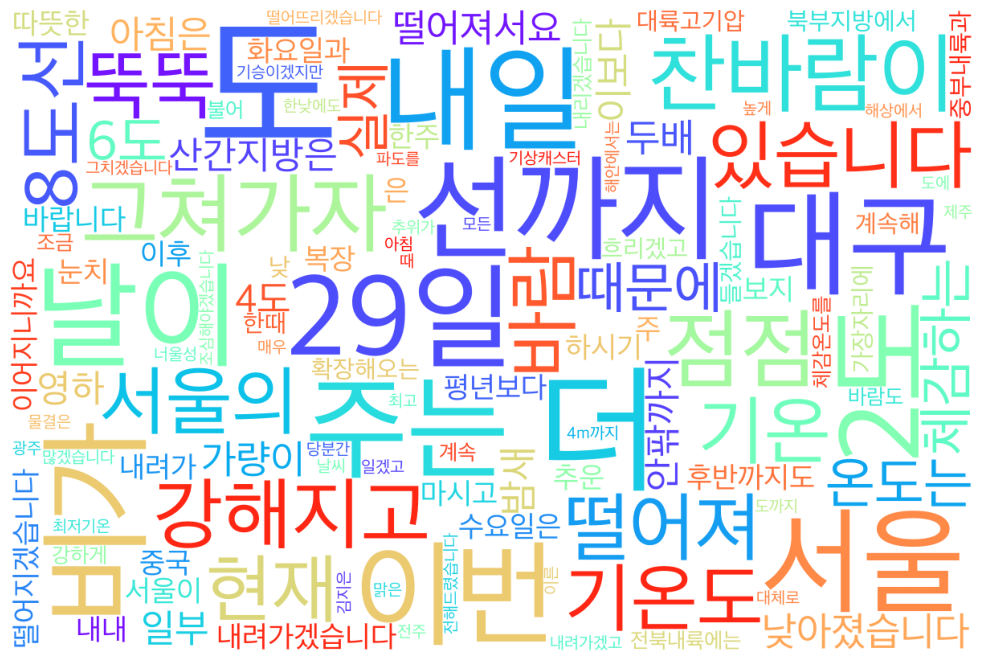 따뜻한
아침은
떨어뜨리겠습니다
떨어져서요
대륙고기압
북부지방에서
8도선
뚝뚝
화요일과
기승이겠지만
도
실제
내일
내리겠습니다
이보다
찬바람이
중부내륙과
불어
한낮에도
높게
해상에서
6도
그치겠습니다
산간지방은
한주
파도를
은
기상캐스터
해안에서는
두배
있습니다
도에
제주
바랍니다
그쳐가자
추위가
모든
선까지
흐리겠고
들겠습니다
대구
계속해
조금
이후
복장
아침
토
눈치
낮
조심해야겠습니다
이어지니까요
날이
4도
한때
매우
29일
바람
때문에
보지
주
체감온도를
가장자리에
체감하는
너울성
영하
서울의
확장해오는
하시기
점점
2도
물결은
주는
평년보다
더
안팎까지
기온
바람도
최고
4m까지
광주
많겠습니다
내려가
가량이
당분간
날씨
일겠고
계속
비가
마시고
밤새
추운
후반까지도
온도는
떨어지겠습니다
최저기온
강하게
강해지고
수요일은
떨어져
도까지
서울
중국
서울이
현재
이번
맑은
김지은
전해드렸습니다
이른
기온도
대체로
내내
일부
내려가겠습니다
전주
내려가겠고
전북내륙에는
낮아졌습니다